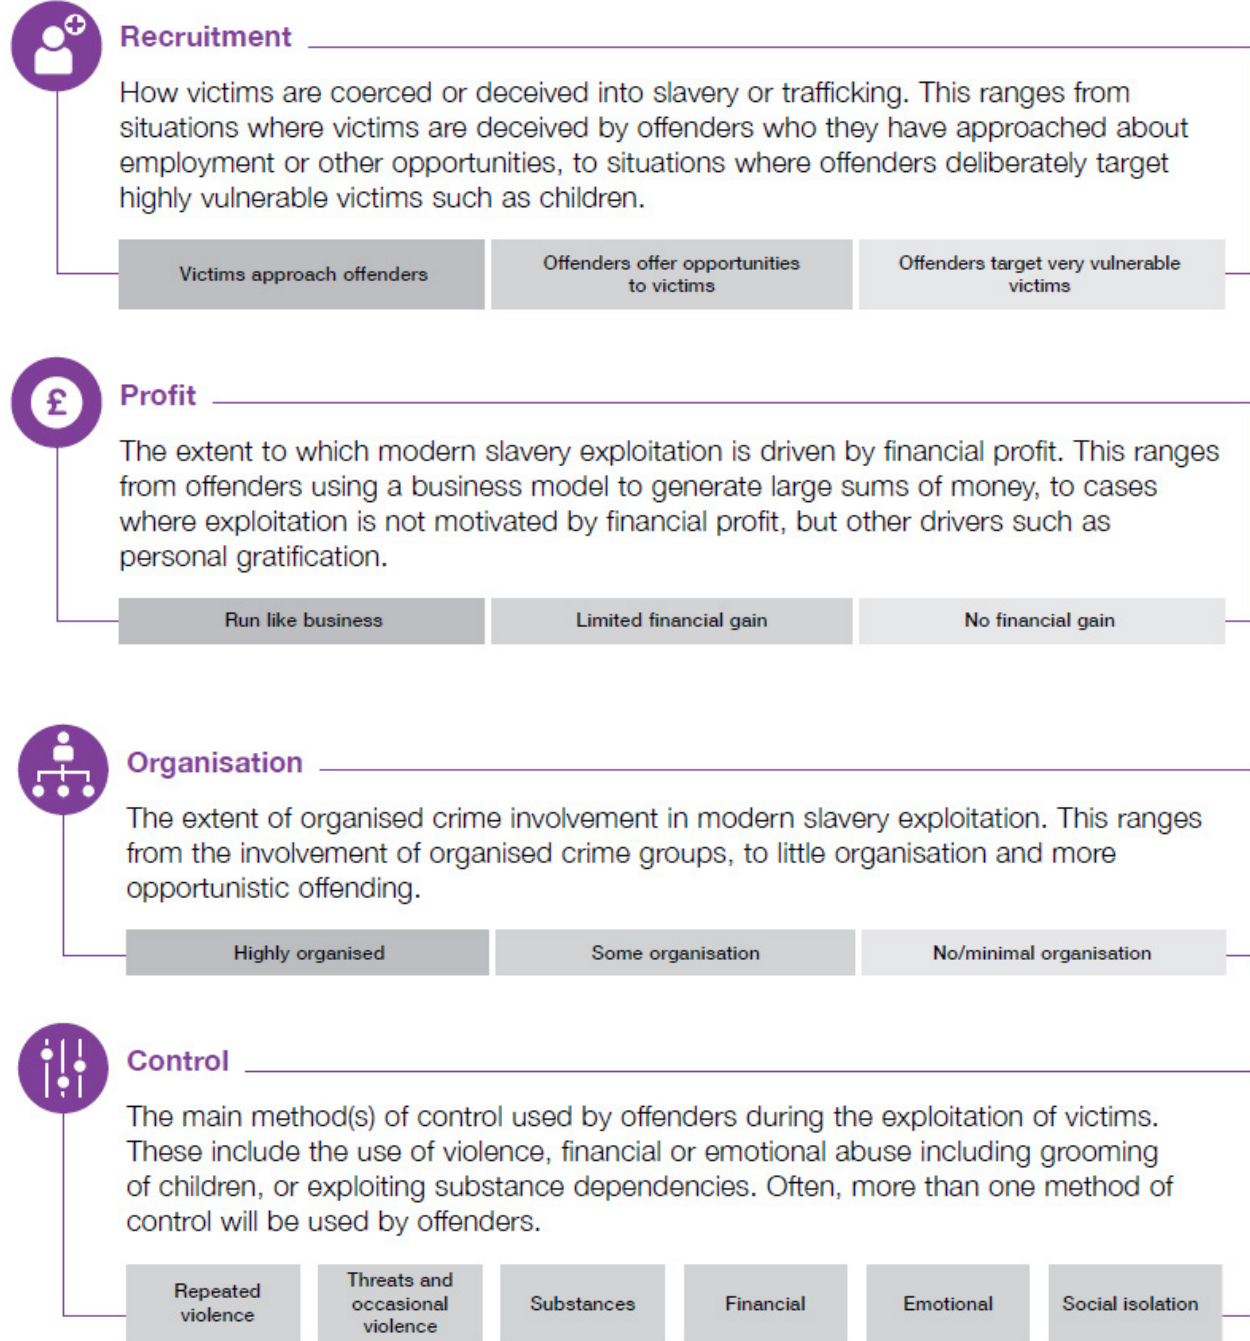 Recruitment
How victims are coerced or deceived into slavery or trafficking. This ranges from
situations where victims are deceived by offenders who they have approached about
employment or other opportunities, to situations where offenders deliberately target
highly vulnerable victims such as children.
Victims approach offenders
Offenders offer opportunities
to victims
Offenders target very vulnerable
victims
£
Profit
The extent to which modern slavery exploitation is driven by financial profit. This ranges
from offenders using a business model to generate large sums of money, to cases
where exploitation is not motivated by financial profit, but other drivers such as
personal gratification.
Run like business
Limited financial gain
No financial gain
Organisation
The extent of organised crime involvement in modern slavery exploitation. This ranges
from the involvement of organised crime groups, to little organisation and more
opportunistic offending.
Highly organised
Some organisation
No/minimal organisation
Control
The main method(s) of control used by offenders during the exploitation of victims.
These include the use of violence, financial or emotional abuse including grooming
of children, or exploiting substance dependencies. Often, more than one method of
control will be used by offenders.
Repeated
violence
Threats and
occasional
violence
Substances
Financial
Emotional
Social isolation